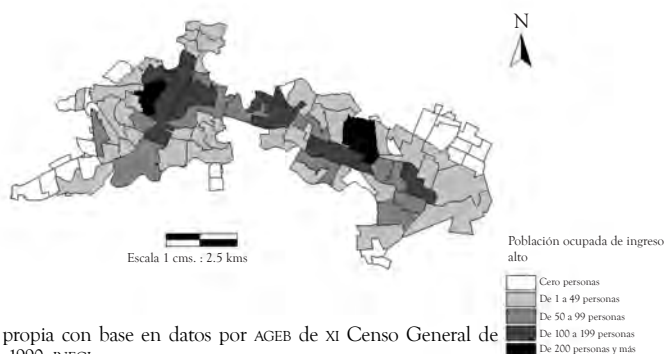 N
Escala 1 cms. : 2.5 kms
Población ocupada de ingreso
alto
Cero personas
De 1 a 49 personas
De 50 a 99 personas
De 100 a 199 personas
De 200 personas y más
propia con base en datos por AGEB de XI Censo General de
1990, INEGI